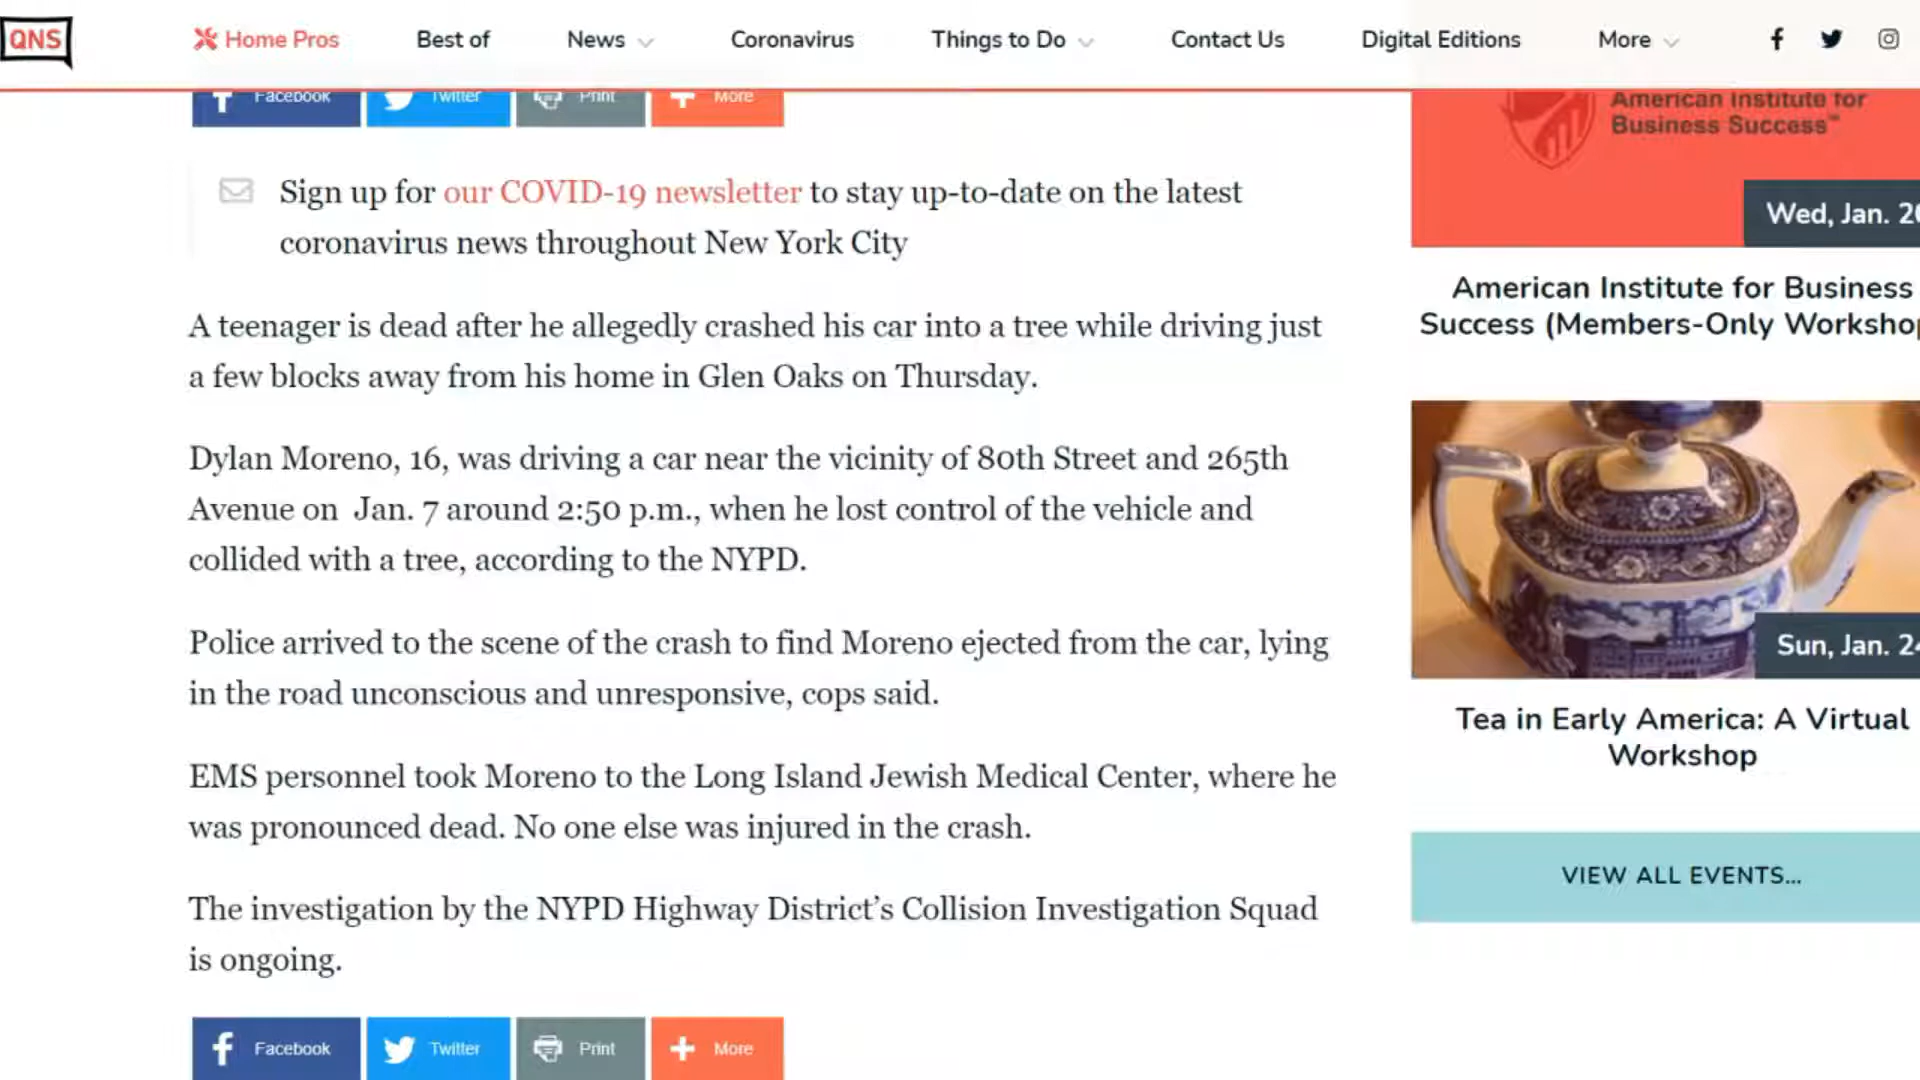 QNS
Home Pros
Best of
News
Coronavirus
Things to Do
Contact Us
Digital Editions
More
Facebook
Twitter
Print
More
American Institute for
Business Success™
Wed, Jan. 20
Sign up for our COVID-19 newsletter to stay up-to-date on the latest
coronavirus news throughout New York City
American Institute for Business
Success (Members-Only Workshop
A teenager is dead after he allegedly crashed his car into a tree while driving just
a few blocks away from his home in Glen Oaks on Thursday.
Dylan Moreno, 16, was driving a car near the vicinity of 80th Street and 265th
Avenue on Jan. 7 around 2:50 p.m., when he lost control of the vehicle and
collided with a tree, according to the NYPD.
Police arrived to the scene of the crash to find Moreno ejected from the car, lying
in the road unconscious and unresponsive, cops said.
EMS personnel took Moreno to the Long Island Jewish Medical Center, where he
was pronounced dead. No one else was injured in the crash.
The investigation by the NYPD Highway District’s Collision Investigation Squad
is ongoing.
Sun, Jan. 24
Tea in Early America: A Virtual
Workshop
VIEW ALL EVENTS...
Facebook
Twitter
Print
More